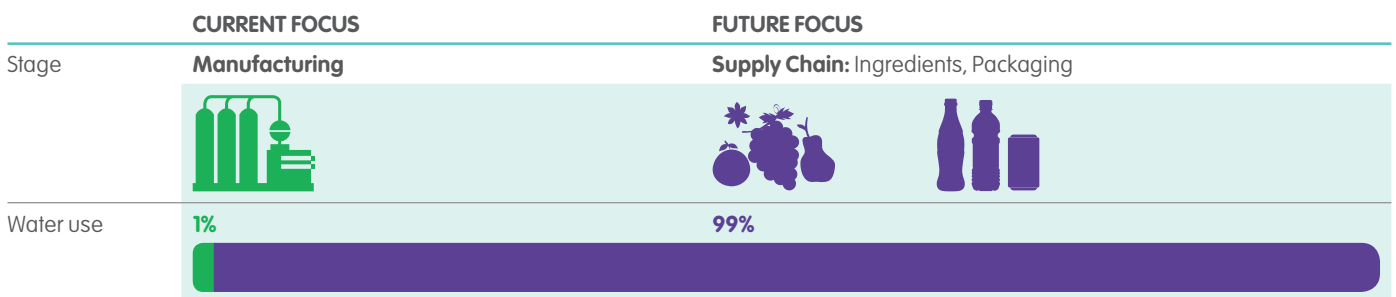 CURRENT FOCUS FUTURE FOCUS
Stage Manufacturing Supply Chain: Ingredients, Packaging
Water use 1% 99%